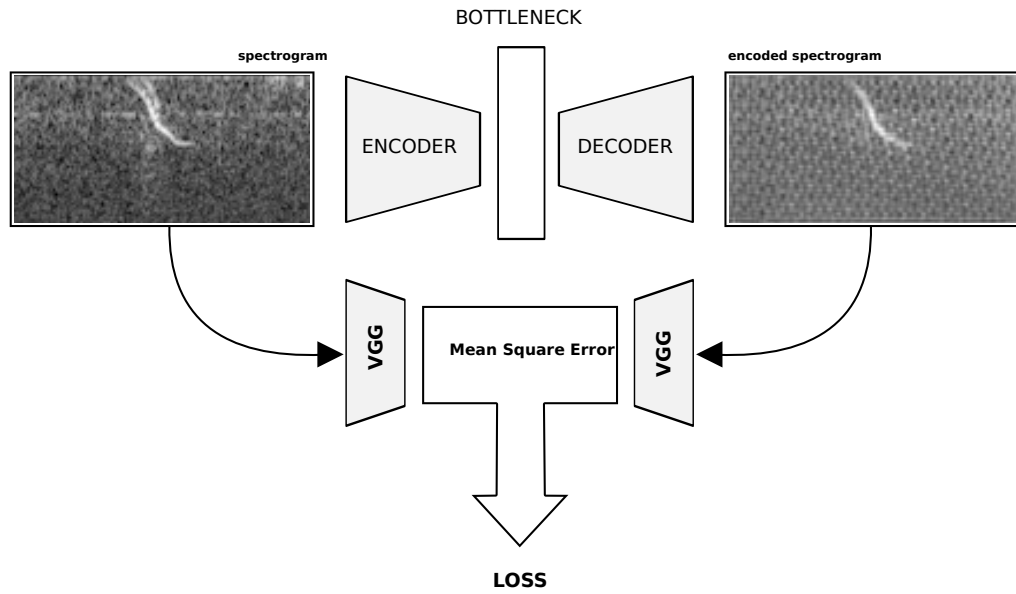 BOTTLENECK
spectrogram
encoded spectrogram
ENCODER
DECODER
VGG
Mean Square Error
VGG
LOSS